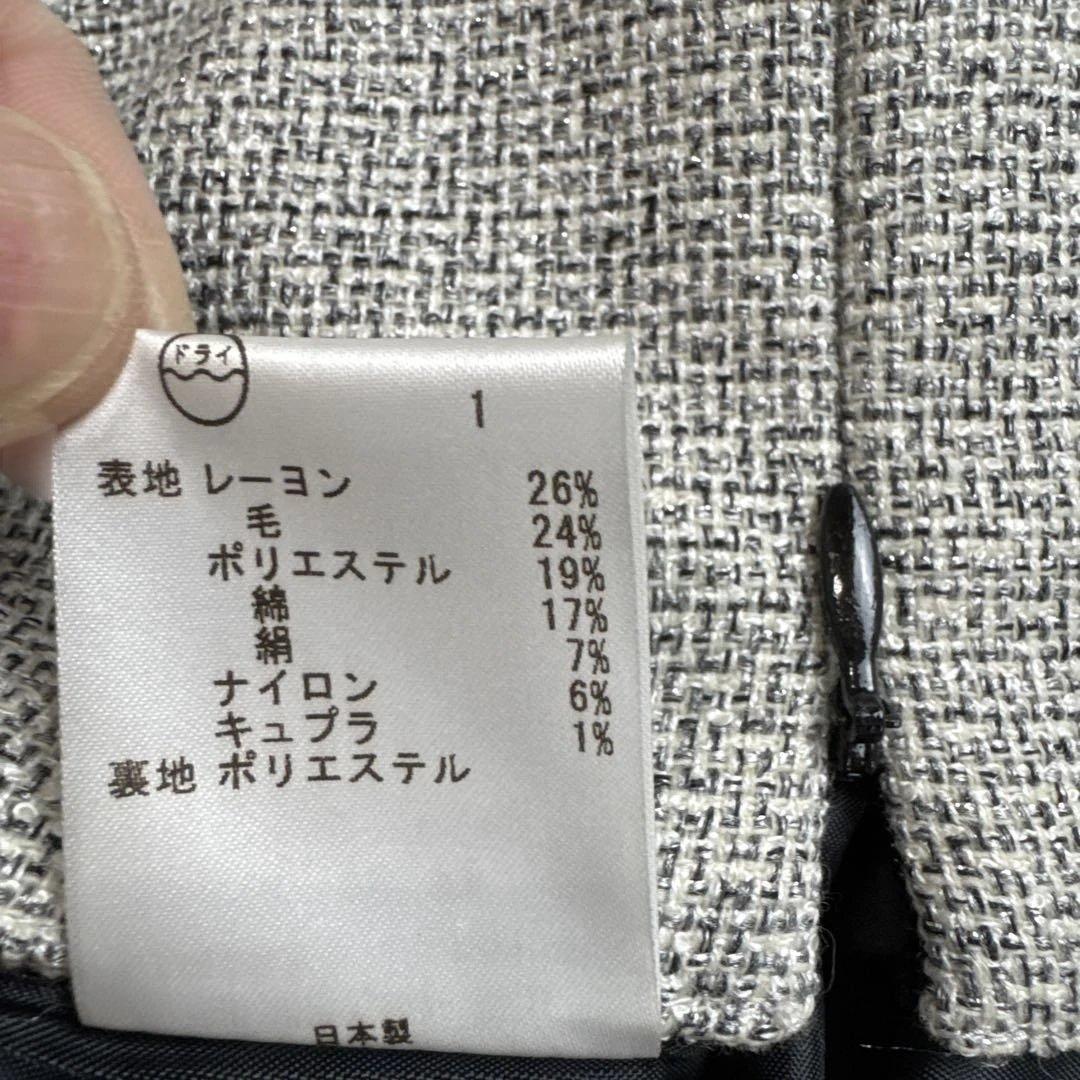 ドライ
1
表地 レーヨン 26%
毛 24%
ポリエステル 19%
綿 17%
絹 7%
ナイロン 6%
キュプラ 1%
裏地 ポリエステル
日本製